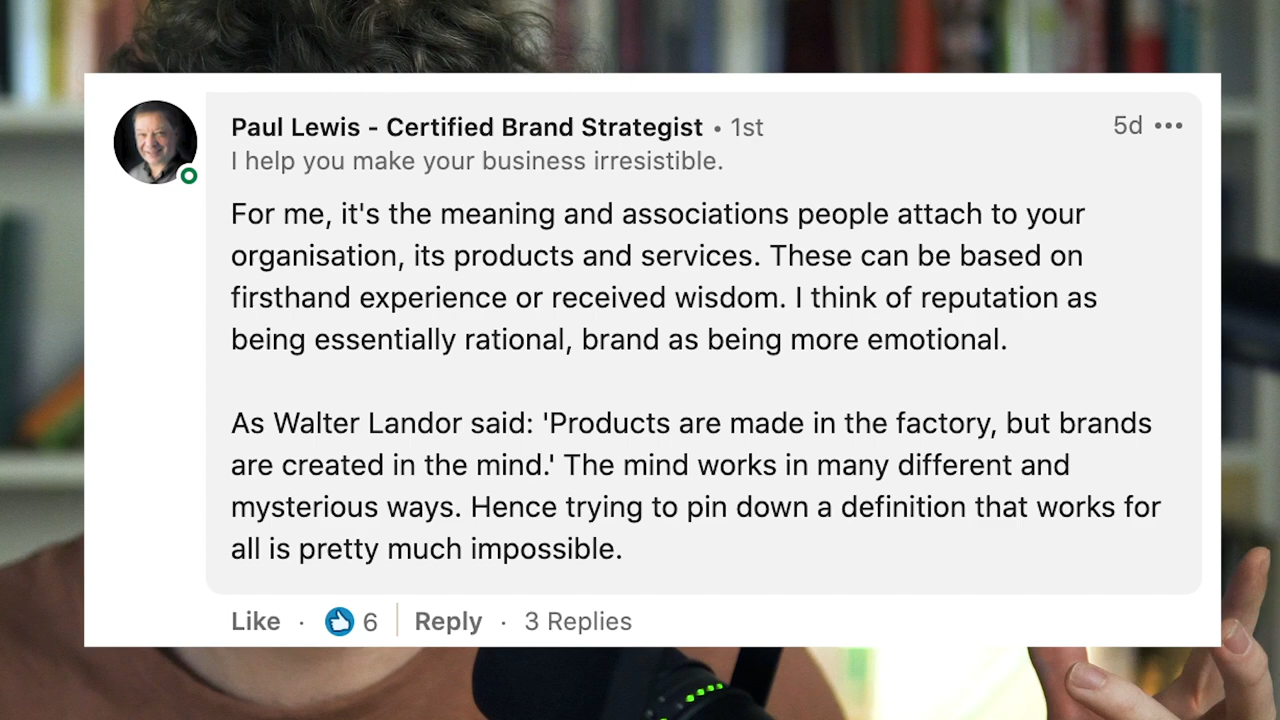 Paul Lewis - Certified Brand Strategist • 1st
5d •••
I help you make your business irresistible.
For me, it's the meaning and associations people attach to your
organisation, its products and services. These can be based on
firsthand experience or received wisdom. I think of reputation as
being essentially rational, brand as being more emotional.
As Walter Landor said: 'Products are made in the factory, but brands
are created in the mind.' The mind works in many different and
mysterious ways. Hence trying to pin down a definition that works for
all is pretty much impossible.
Like · 6 | Reply · 3 Replies